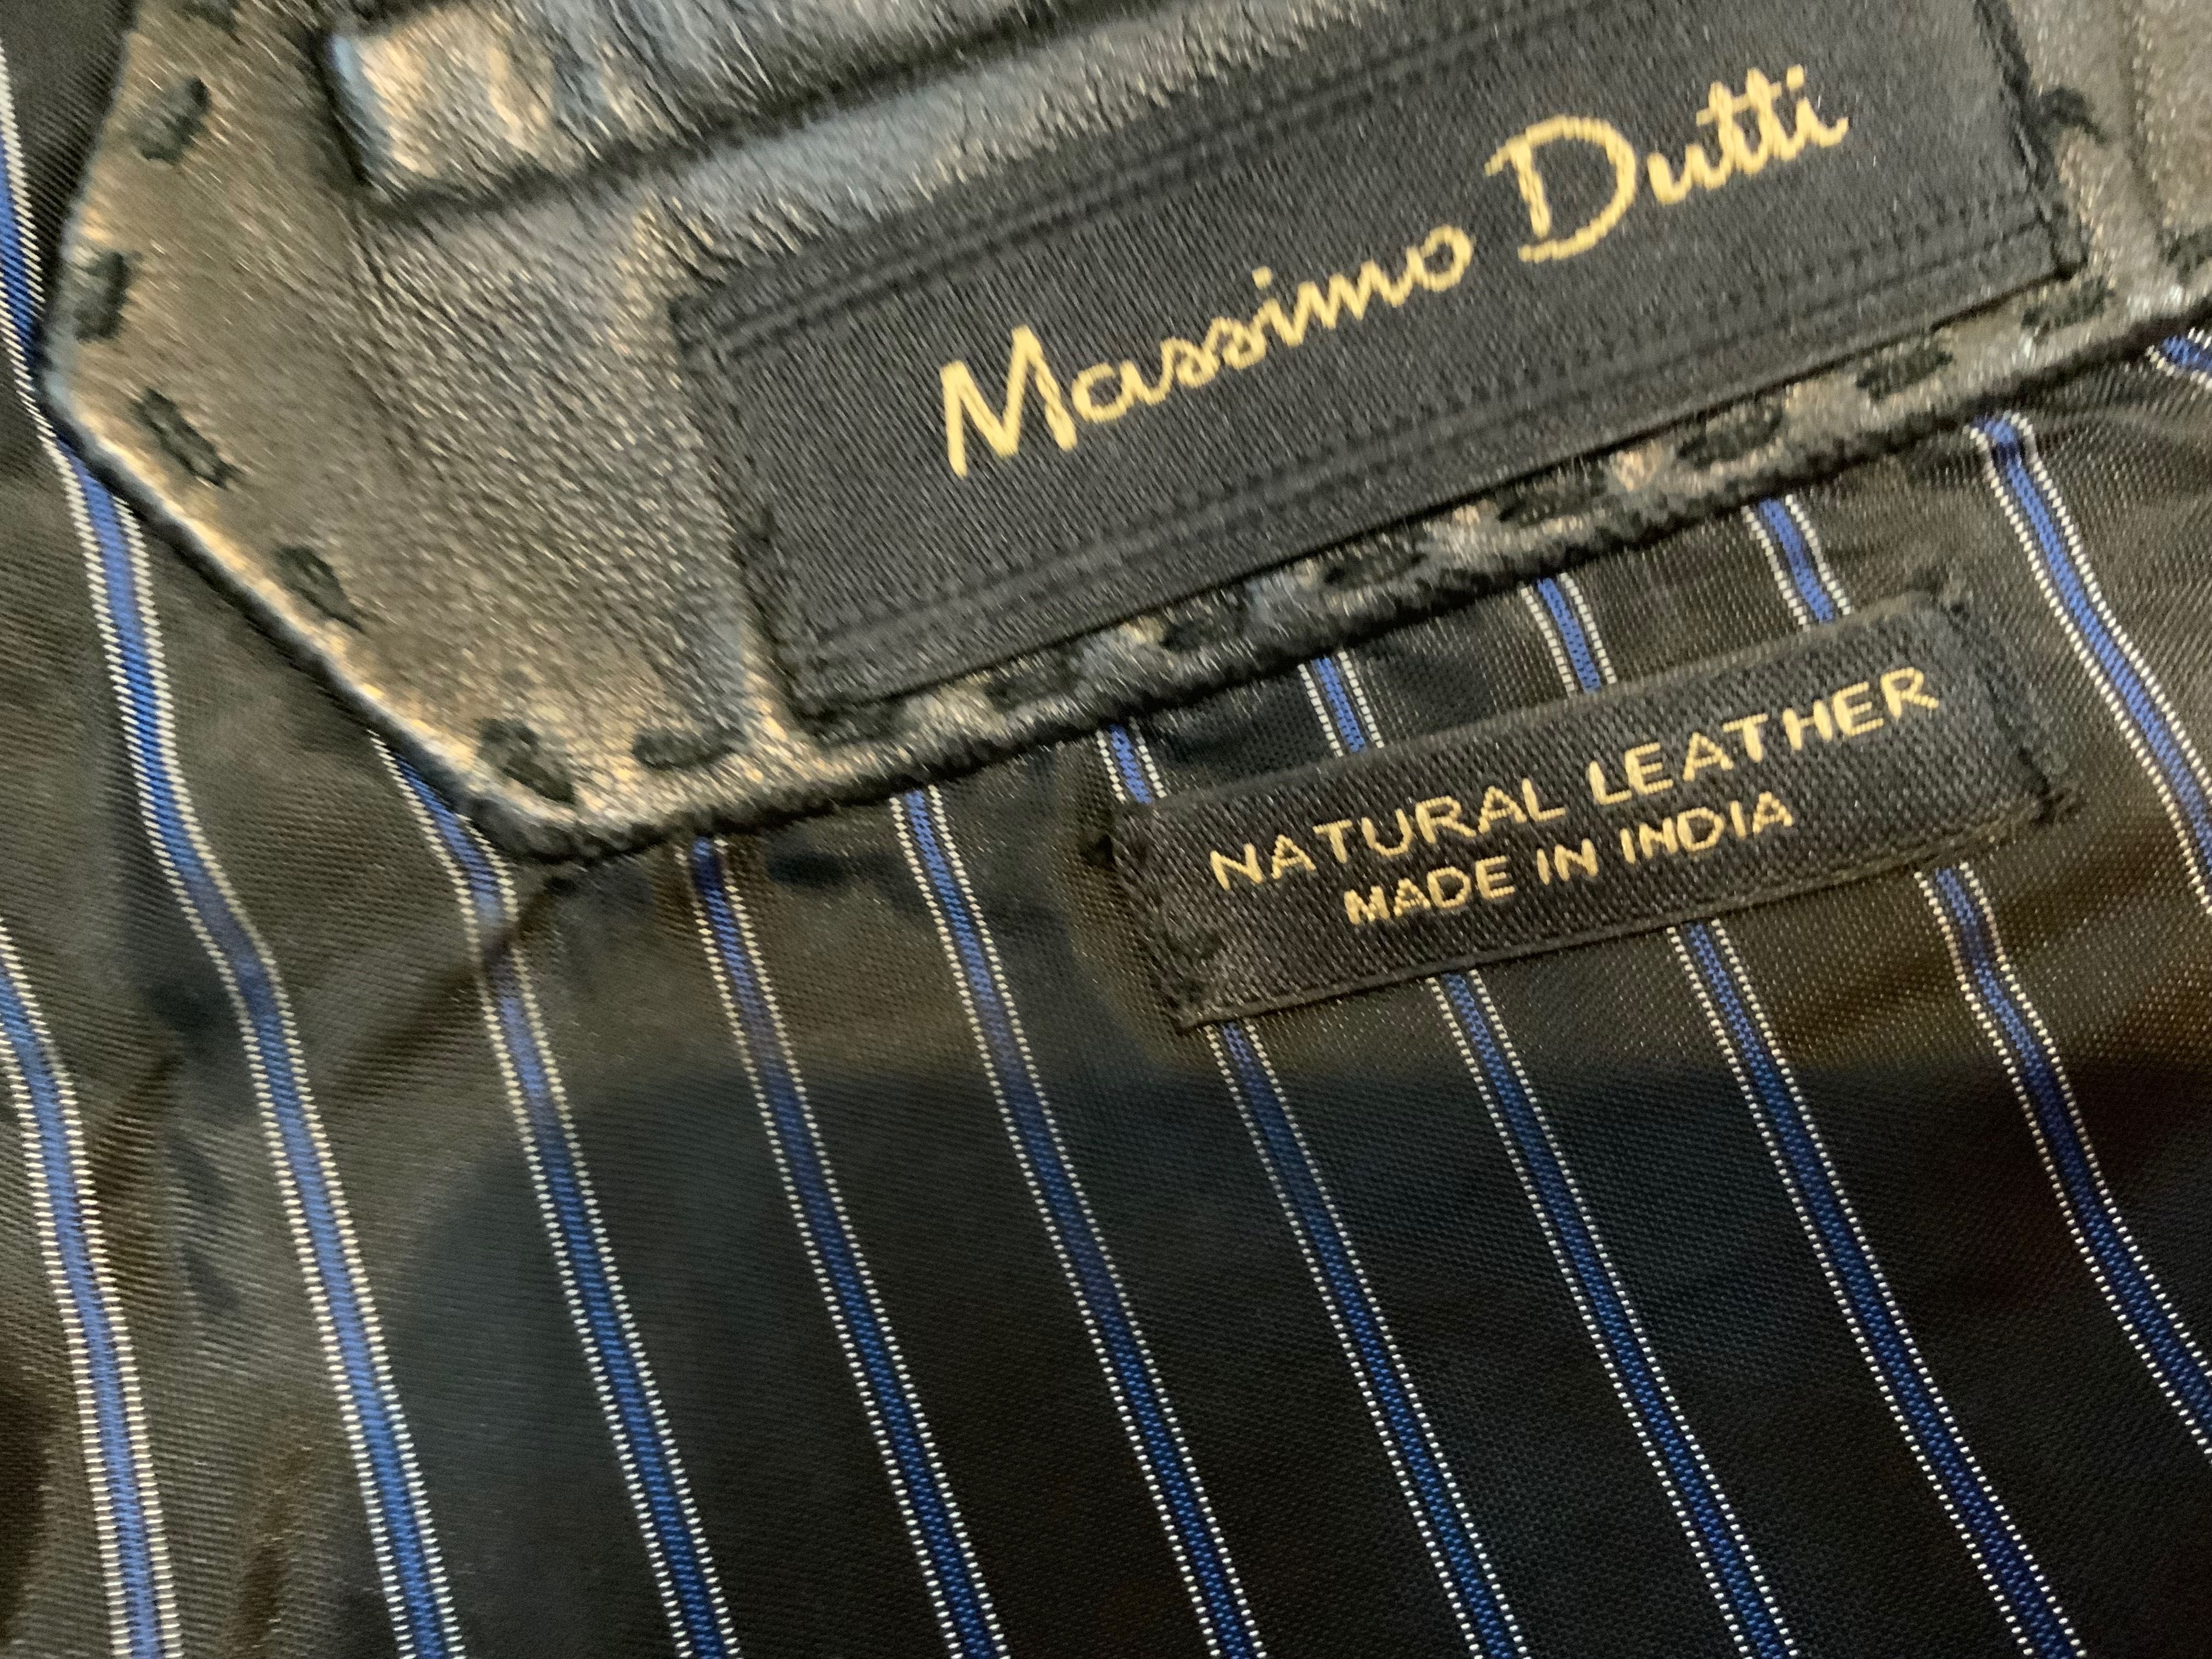 Massimo Dutti
NATURAL LEATHER
MADE IN INDIA